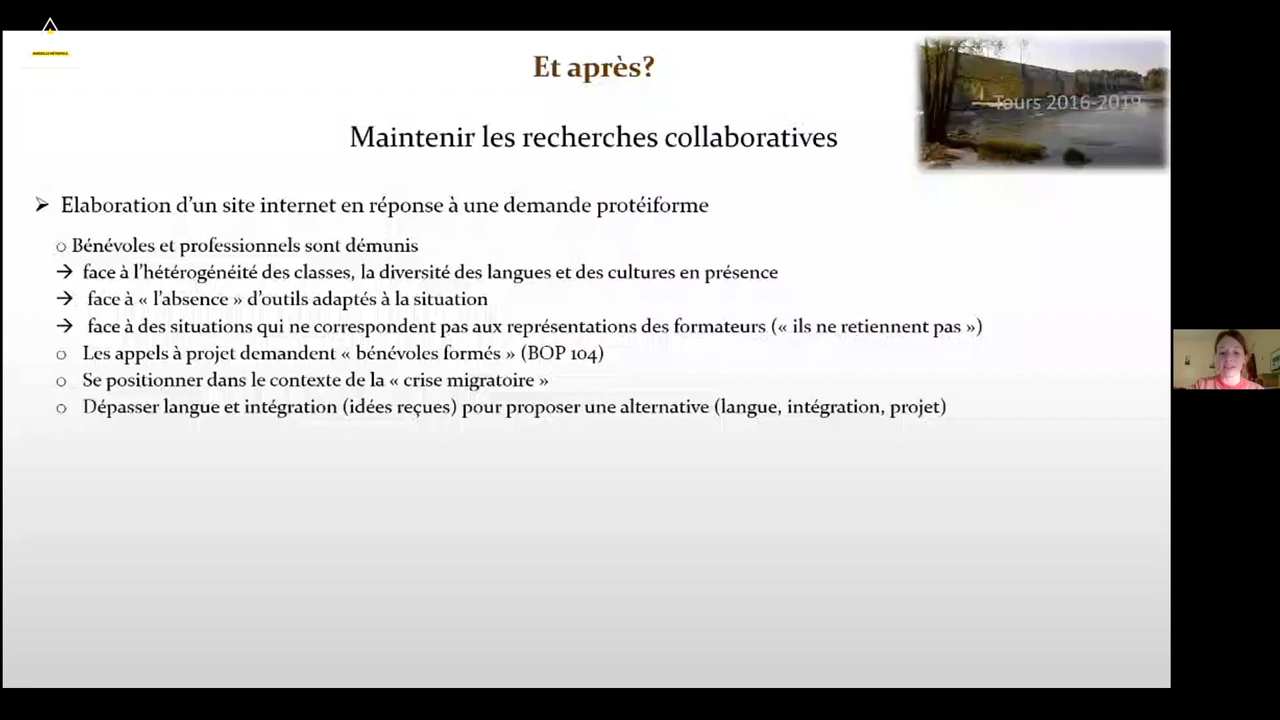 MARSEILLE MÉTROPOLE
Et après?
Tours 2016-2019
Maintenir les recherches collaboratives
➢ Elaboration d’un site internet en réponse à une demande protéiforme
o Bénévoles et professionnels sont démunis
→ face à l’hétérogénéité des classes, la diversité des langues et des cultures en présence
→ face à « l’absence » d’outils adaptés à la situation
→ face à des situations qui ne correspondent pas aux représentations des formateurs (« ils ne retiennent pas »)
o Les appels à projet demandent « bénévoles formés » (BOP 104)
o Se positionner dans le contexte de la « crise migratoire »
o Dépasser langue et intégration (idées reçues) pour proposer une alternative (langue, intégration, projet)